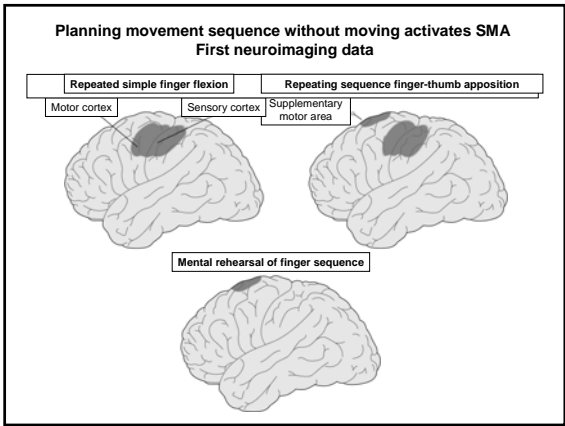 Planning movement sequence without moving activates SMA
First neuroimaging data
Repeated simple finger flexion
Repeating sequence finger-thumb apposition
Motor cortex
Sensory cortex
Supplementary
motor area
Mental rehearsal of finger sequence